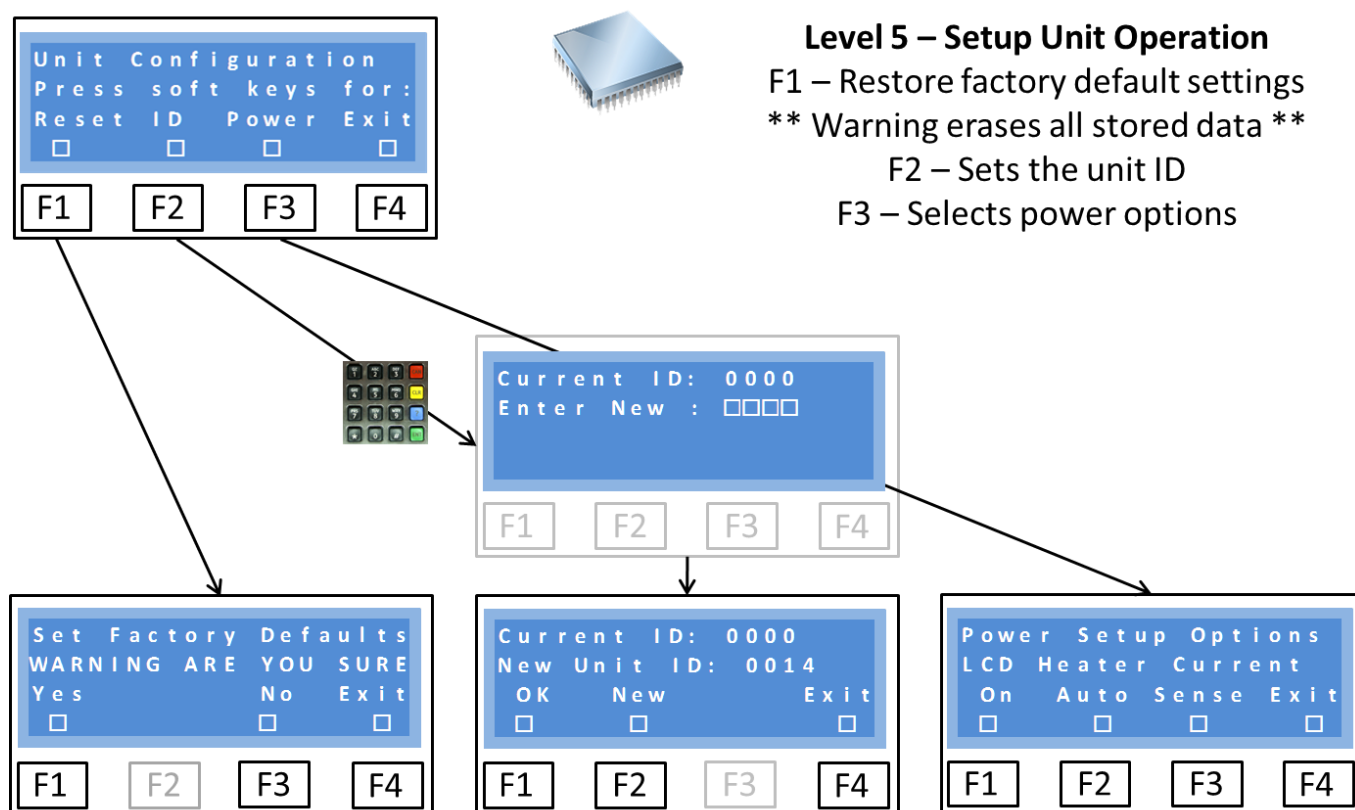 Unit Configuration
Press soft keys for:
Reset ID Power Exit
F1 F2 F3 F4
Level 5 – Setup Unit Operation
F1 – Restore factory default settings
** Warning erases all stored data **
F2 – Sets the unit ID
F3 – Selects power options
Current ID: 0000
Enter New : □□□□
F1 F2 F3 F4
Set Factory Defaults
WARNING ARE YOU SURE
Yes No Exit
F1 F2 F3 F4
Current ID: 0000
New Unit ID: 0014
OK New Exit
F1 F2 F3 F4
Power Setup Options
LCD Heater Current
On Auto Sense Exit
F1 F2 F3 F4